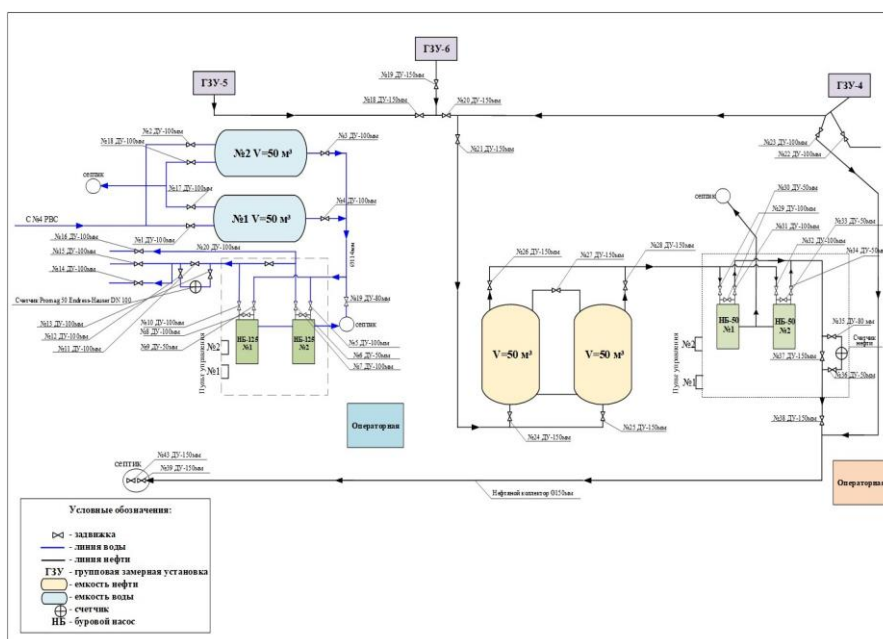 ГЗУ-6
ГЗУ-5
ГЗУ-4
№19 ДУ-150мм
№18 ДУ-150мм
№20 ДУ-150мм
№21 ДУ-150мм
№23 ДУ-100мм
№22 ДУ-100мм
№2 ДУ-100мм
№18 ДУ-100мм
№3 ДУ-100мм
№2 V=50 м³
септик
№17 ДУ-100мм
№4 ДУ-100мм
№1 V=50 м³
С №4 РВС
№1 ДУ-100мм
№16 ДУ-100мм
№20 ДУ-100мм
№15 ДУ-100мм
№14 ДУ-100мм
Ø114мм
Счетчик Promag 50 Endress+Hauser DN 100
№19 ДУ-80мм
септик
№13 ДУ-100мм
№12 ДУ-100мм
№11 ДУ-100мм
№10 ДУ-100мм
№8 ДУ-100мм
№9 ДУ-50мм
НБ-125
№1
НБ-125
№2
№5 ДУ-100мм
№6 ДУ-50мм
№7 ДУ-100мм
Пульт управления
№2
№1
Операторная
№26 ДУ-150мм
№27 ДУ-150мм
№28 ДУ-150мм
V=50 м³
V=50 м³
№24 ДУ-150мм
№25 ДУ-150мм
септик
№30 ДУ-50мм
№29 ДУ-100мм
№31 ДУ-100мм
№33 ДУ-50мм
№32 ДУ-100мм
№34 ДУ-50мм
НБ-50
№1
НБ-50
№2
№35 ДУ-80 мм
Счетчик
нефти
№37 ДУ-150мм
№36 ДУ-50мм
Пульт управления
№2
№1
№38 ДУ-150мм
Операторная
№43 ДУ-150мм
септик
№39 ДУ-150мм
Нефтяной коллектор Ф150мм
Условные обозначения:
- задвижка
- линия воды
- линия нефти
ГЗУ - групповая замерная установка
- емкость нефти
- емкость воды
- счетчик
НБ - буровой насос